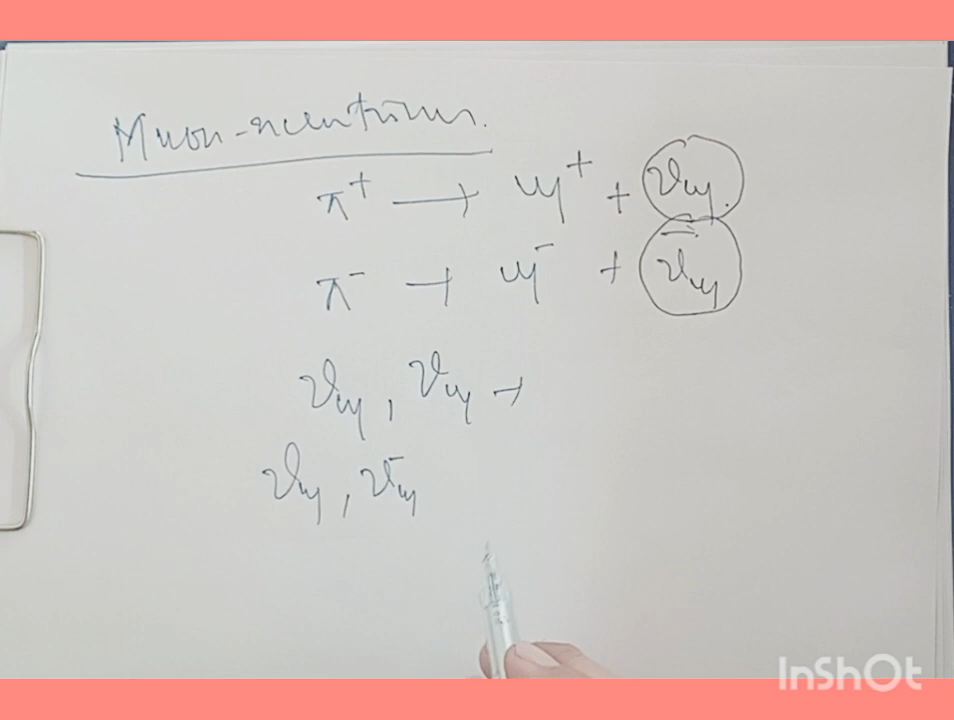 Muon-neutrinos.
π⁺ → μ⁺ + ν_μ.
π⁻ → μ⁻ + ν̄_μ
ν_μ, ν_μ →
ν_μ, ν̄_μ
InShOt